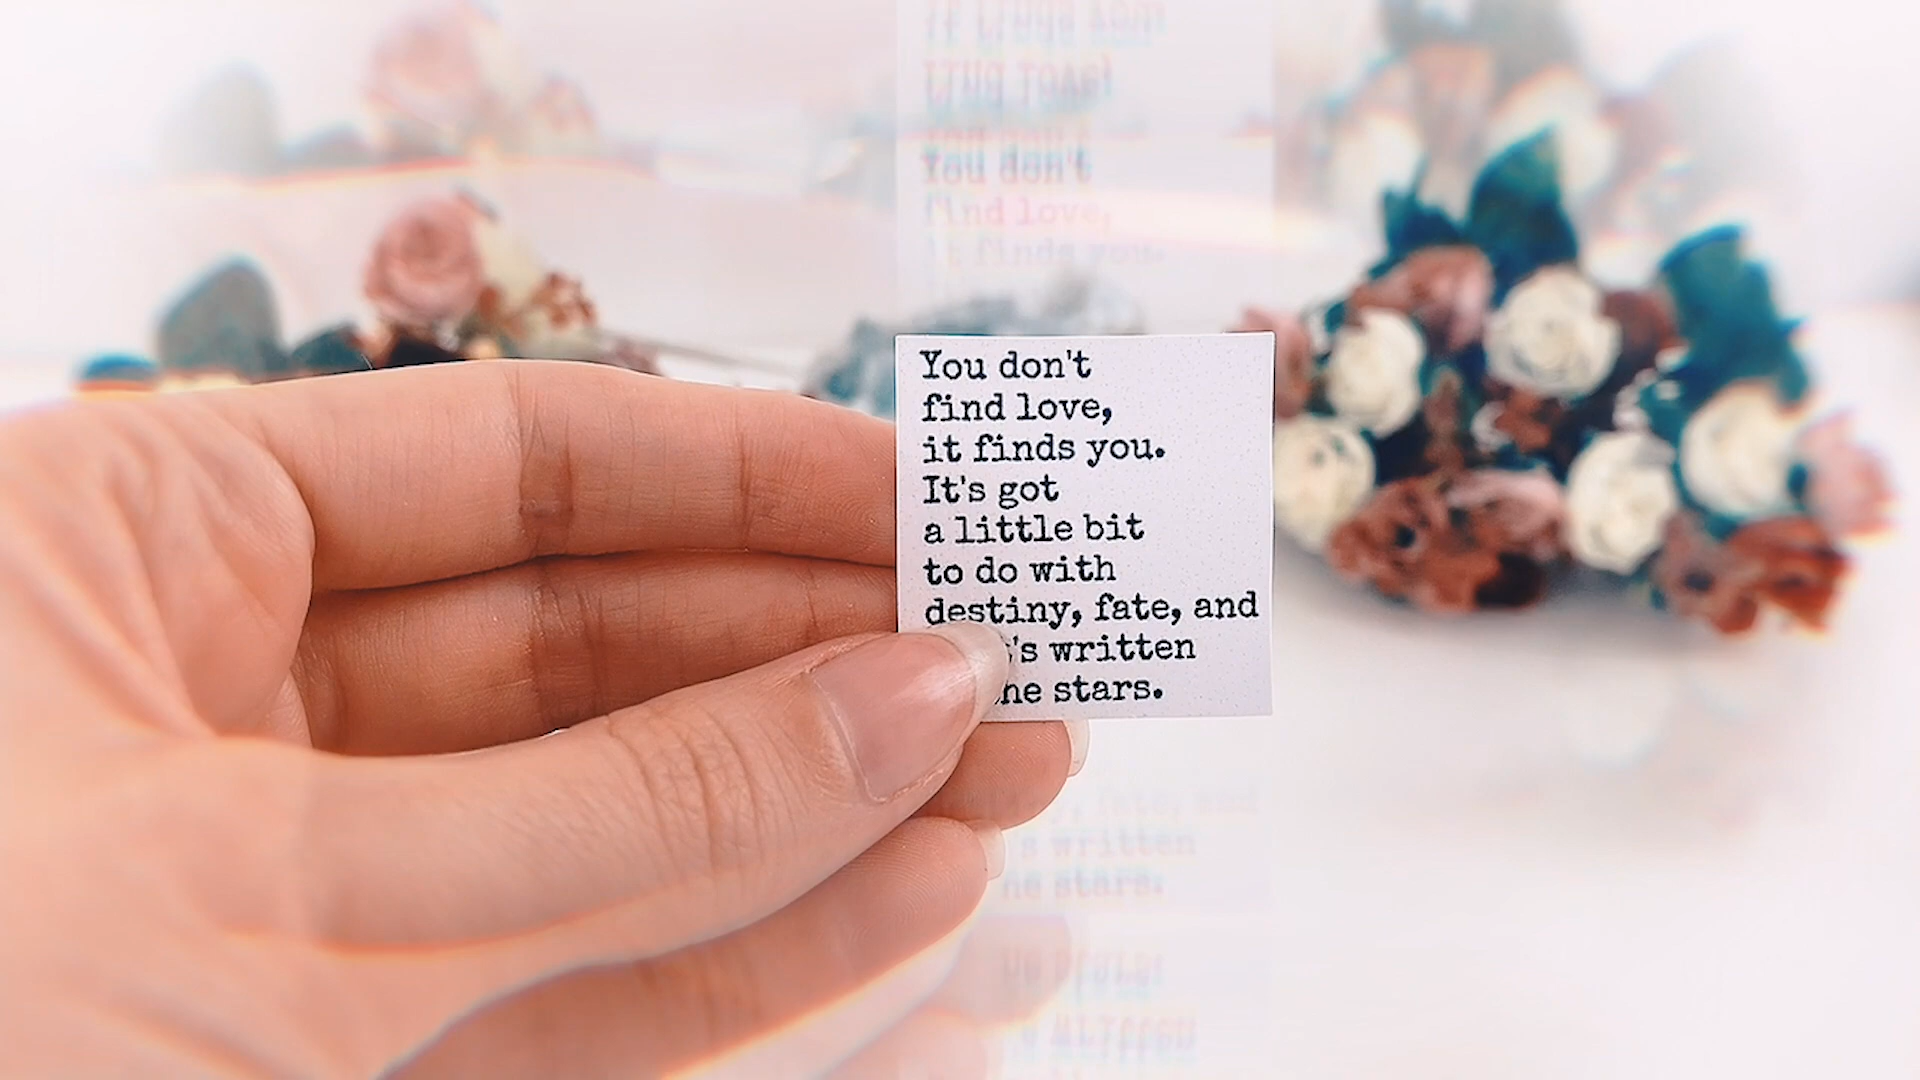 You don't
find love,
it finds you.
It's got
a little bit
to do with
destiny, fate, and
's written
he stars.